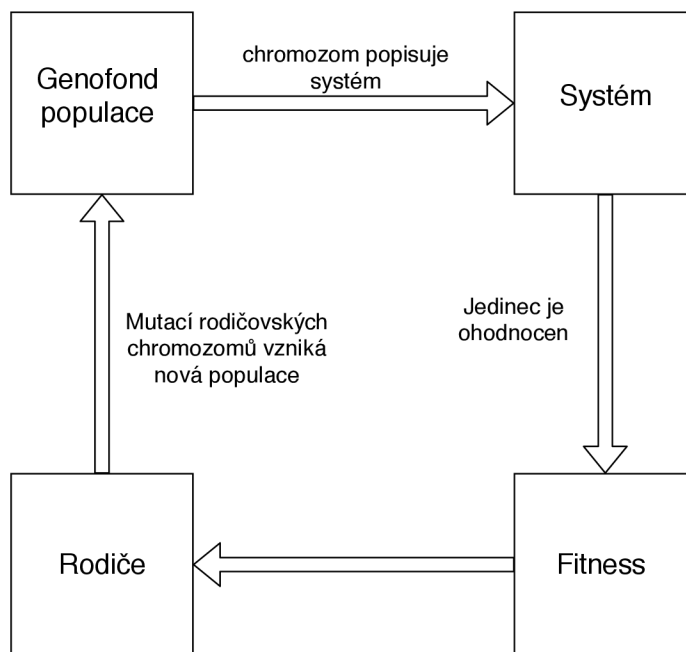 Genofond
populace
chromozom popisuje
systém
Systém
Mutací rodičovských
chromozomů vzniká
nová populace
Jedinec je
ohodnocen
Rodiče
Fitness